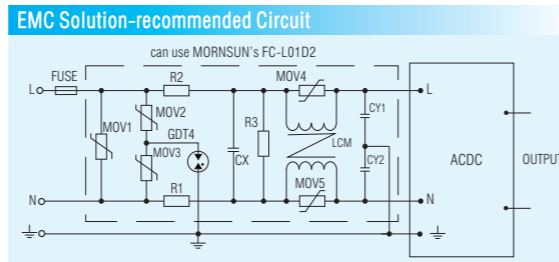 EMC Solution-recommended Circuit
can use MORNSUN's FC-L01D2
FUSE
L
R2
MOV4
L
MOV2
MOV1
GDT4
MOV3
R3
CX
LCM
CY1
CY2
ACDC
OUTPUT
N
R1
MOV5
N